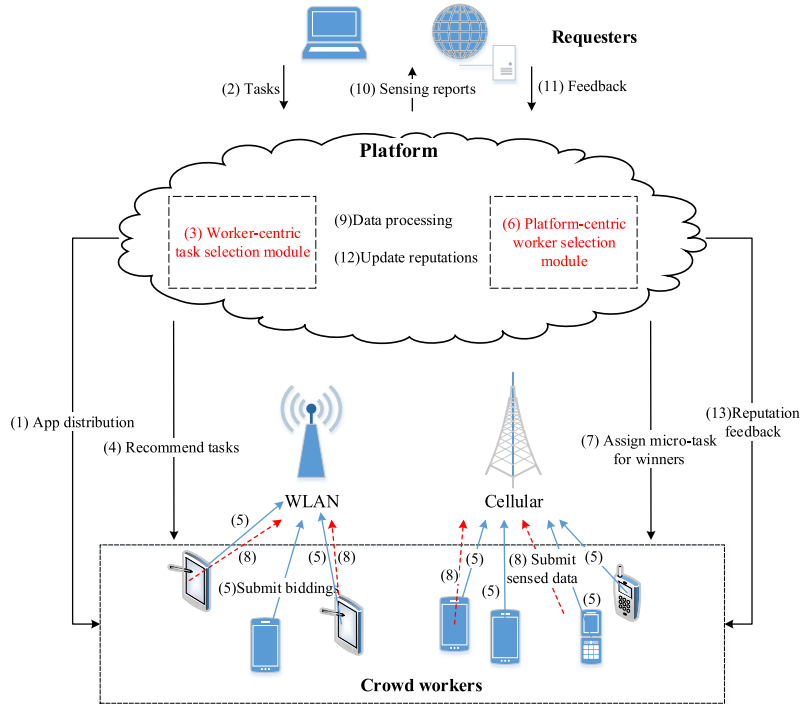 Requesters
(2) Tasks
(10) Sensing reports
(11) Feedback
Platform
(3) Worker-centric
task selection module
(9)Data processing
(12)Update reputations
(6) Platform-centric
worker selection
module
(1) App distribution
(4) Recommend tasks
(7) Assign micro-task
for winners
(13)Reputation
feedback
WLAN
Cellular
(5)
(8)
(5)
(8)
(5)Submit bidding
(8)
(5)
(5)
(8) Submit
sensed data
(5)
(5)
Crowd workers